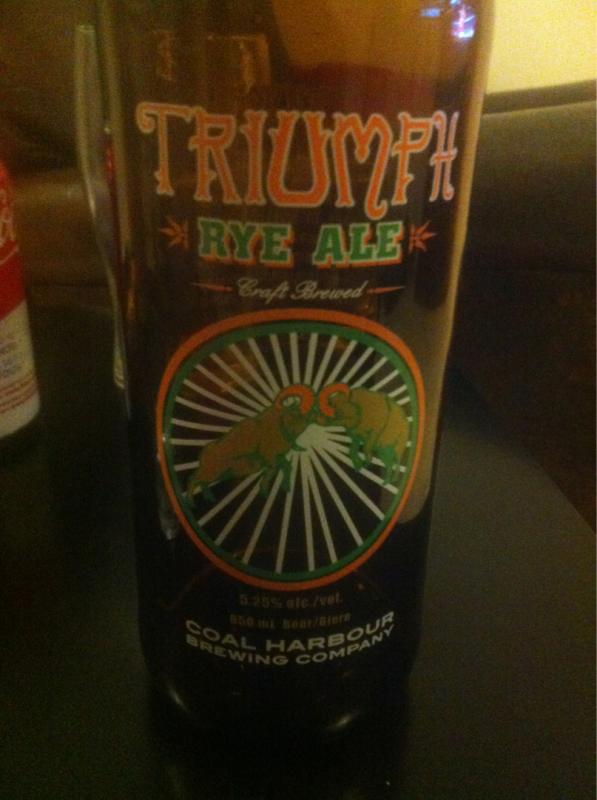 TRIUMPH
RYE ALE
Craft Brewed
5.25% alc./vol.
650 mL Beer/Bière
COAL HARBOUR
BREWING COMPANY